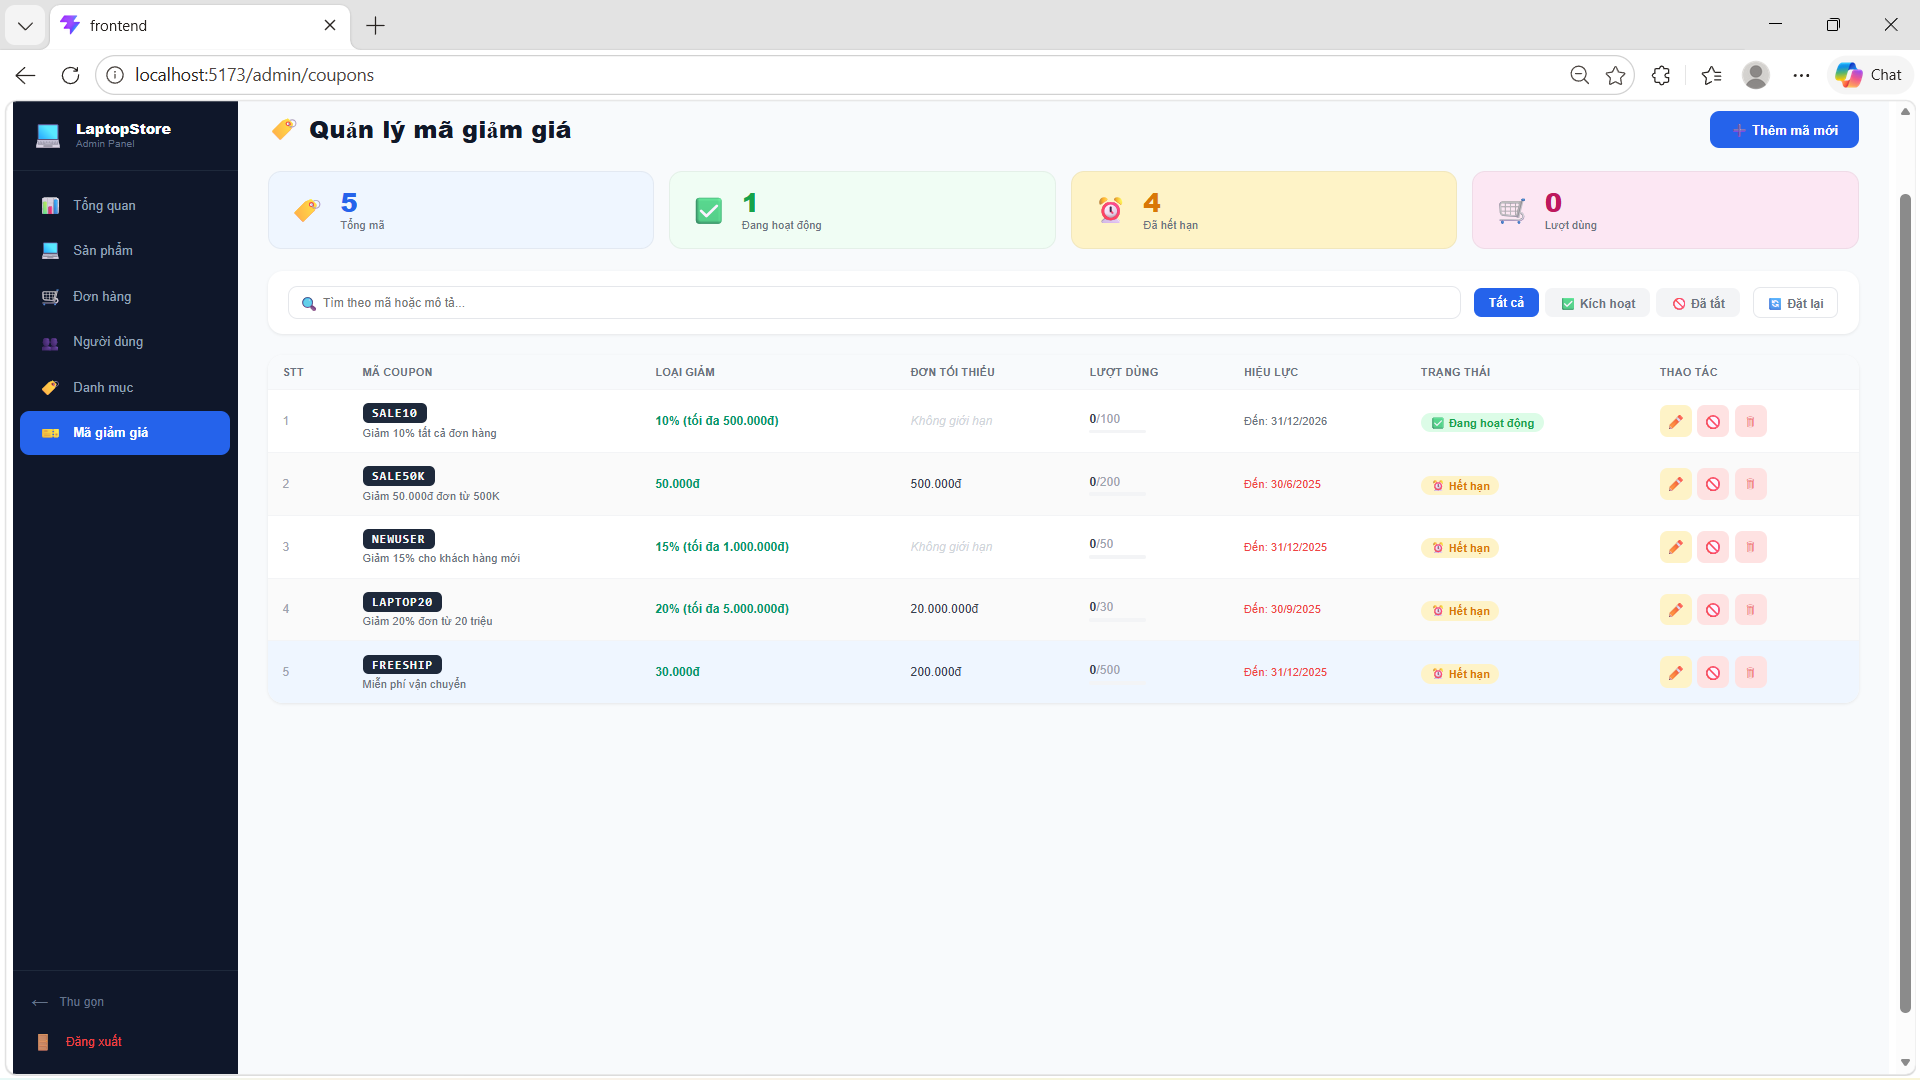 frontend
localhost:5173/admin/coupons
Chat
LaptopStore
Admin Panel
Tổng quan
Sản phẩm
Đơn hàng
Người dùng
Danh mục
Mã giảm giá
Thu gọn
Đăng xuất
Quản lý mã giảm giá
Thêm mã mới
5
Tổng mã
1
Đang hoạt động
4
Đã hết hạn
0
Lượt dùng
Tìm theo mã hoặc mô tả...
Tất cả
Kích hoạt
Đã tắt
Đặt lại
STT MÃ COUPON LOẠI GIẢM ĐƠN TỐI THIỂU LƯỢT DÙNG HIỆU LỰC TRẠNG THÁI THAO TÁC
1 SALE10 10% (tối đa 500.000đ) Không giới hạn 0/100 Đến: 31/12/2026 Đang hoạt động
Giảm 10% tất cả đơn hàng
2 SALE50K 50.000đ 500.000đ 0/200 Đến: 30/6/2025 Hết hạn
Giảm 50.000đ đơn từ 500K
3 NEWUSER 15% (tối đa 1.000.000đ) Không giới hạn 0/50 Đến: 31/12/2025 Hết hạn
Giảm 15% cho khách hàng mới
4 LAPTOP20 20% (tối đa 5.000.000đ) 20.000.000đ 0/30 Đến: 30/9/2025 Hết hạn
Giảm 20% đơn từ 20 triệu
5 FREESHIP 30.000đ 200.000đ 0/500 Đến: 31/12/2025 Hết hạn
Miễn phí vận chuyển